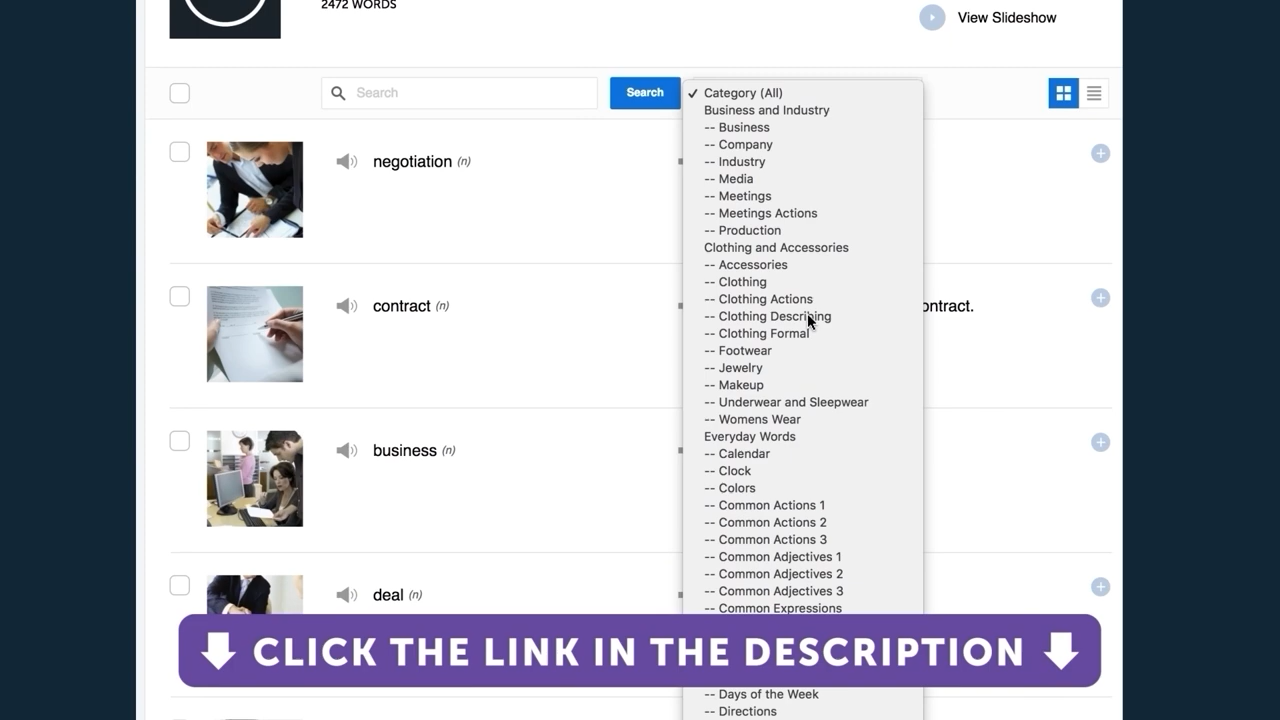 2472 WORDS
View Slideshow
Search
Search
✓ Category (All)
Business and Industry
-- Business
-- Company
-- Industry
-- Media
-- Meetings
-- Meetings Actions
-- Production
Clothing and Accessories
-- Accessories
-- Clothing
-- Clothing Actions
-- Clothing Describing
-- Clothing Formal
-- Footwear
-- Jewelry
-- Makeup
-- Underwear and Sleepwear
-- Womens Wear
Everyday Words
-- Calendar
-- Clock
-- Colors
-- Common Actions 1
-- Common Actions 2
-- Common Actions 3
-- Common Adjectives 1
-- Common Adjectives 2
-- Common Adjectives 3
-- Common Expressions
-- Days of the Week
-- Directions
negotiation (n)
contract (n)
ontract.
business (n)
deal (n)
CLICK THE LINK IN THE DESCRIPTION